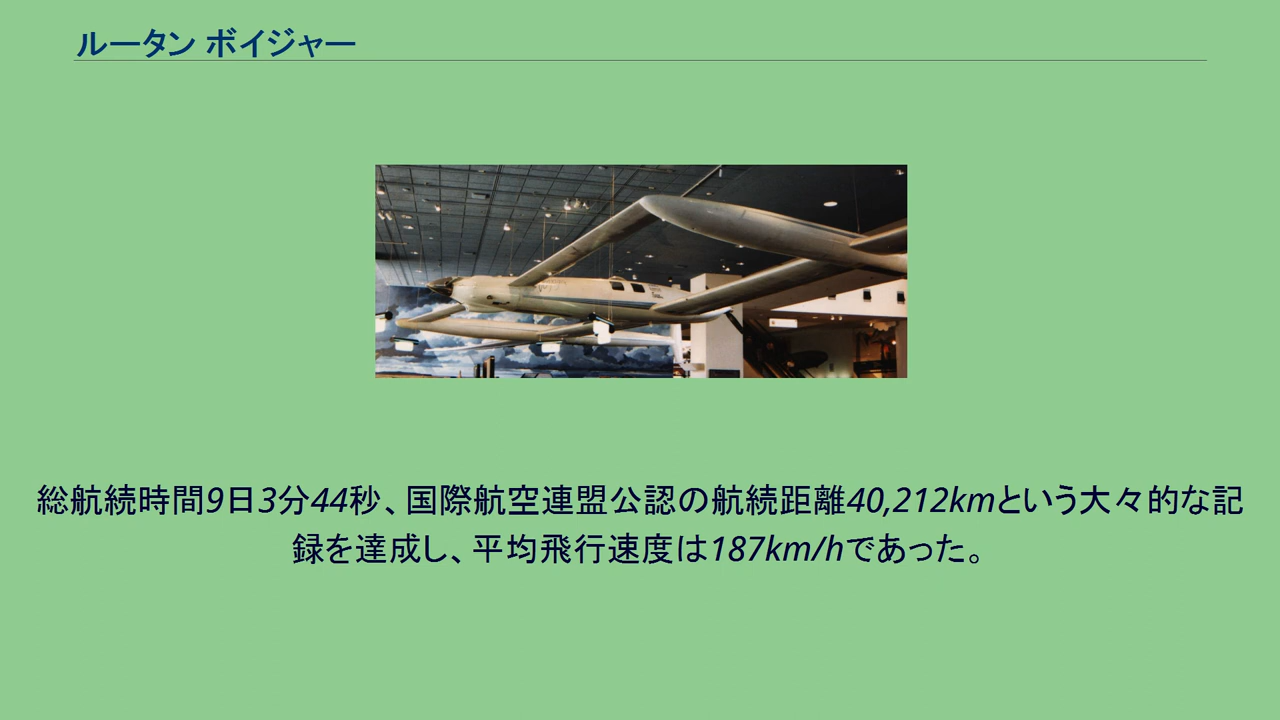 ルータン ボイジャー
総航続時間9日3分44秒、国際航空連盟公認の航続距離40,212kmという大々的な記
録を達成し、平均飛行速度は187km/hであった。